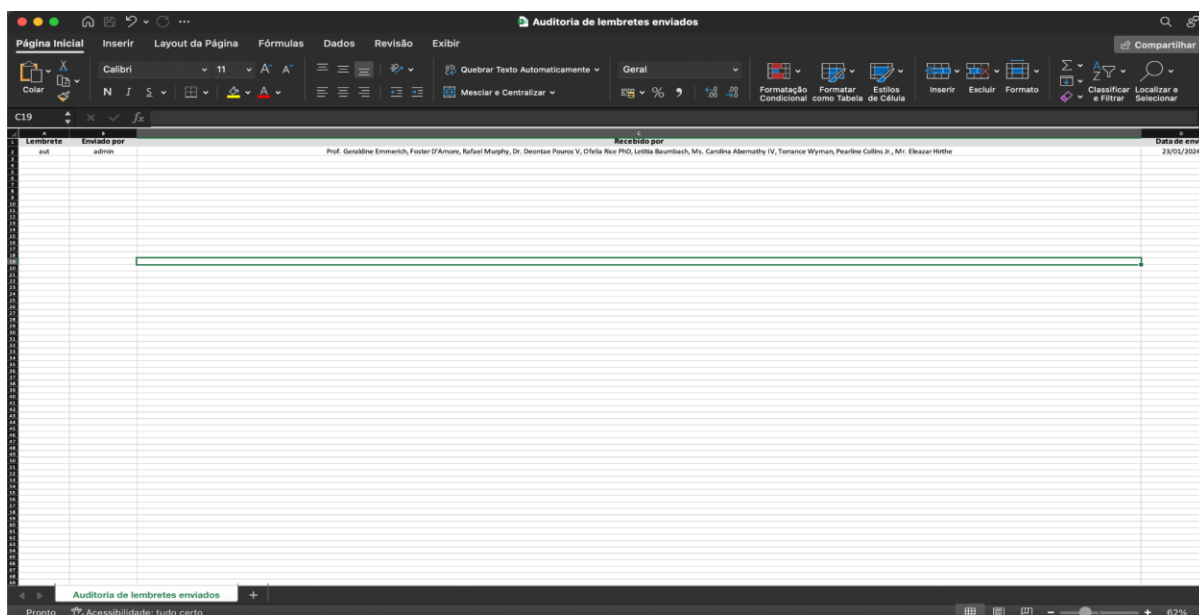 Auditoria de lembretes enviados
Página Inicial Inserir Layout da Página Fórmulas Dados Revisão Exibir Compartilhar
Calibri 11 A^ A˅ Quebrar Texto Automaticamente Geral
Colar N I S A Mesclar e Centralizar % Formatação Condicional Formatar como Tabela Estilos de Célula Inserir Excluir Formato Classificar e Filtrar Localizar e Selecionar
C19 fx
A B C D
1 Lembrete Enviado por Recebido por Data de env
2 aut admin Prof. Geraldine Emmerich, Foster D'Amore, Rafael Murphy, Dr. Deontae Pouros V, Ofelia Rice PhD, Letitia Baumbach, Ms. Carolina Abernathy IV, Torrance Wyman, Pearline Collins Jr., Mr. Eleazar Hirthe 23/01/2024
Auditoria de lembretes enviados +
Pronto Acessibilidade: tudo certo 62%